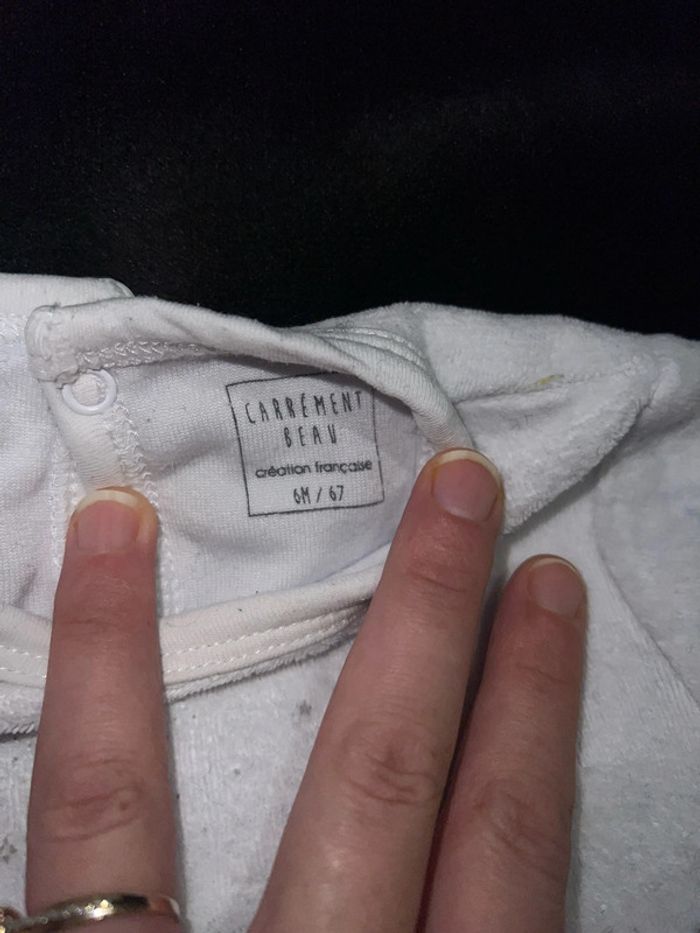 CARRÉMENT
BEAU
création française
6M / 67